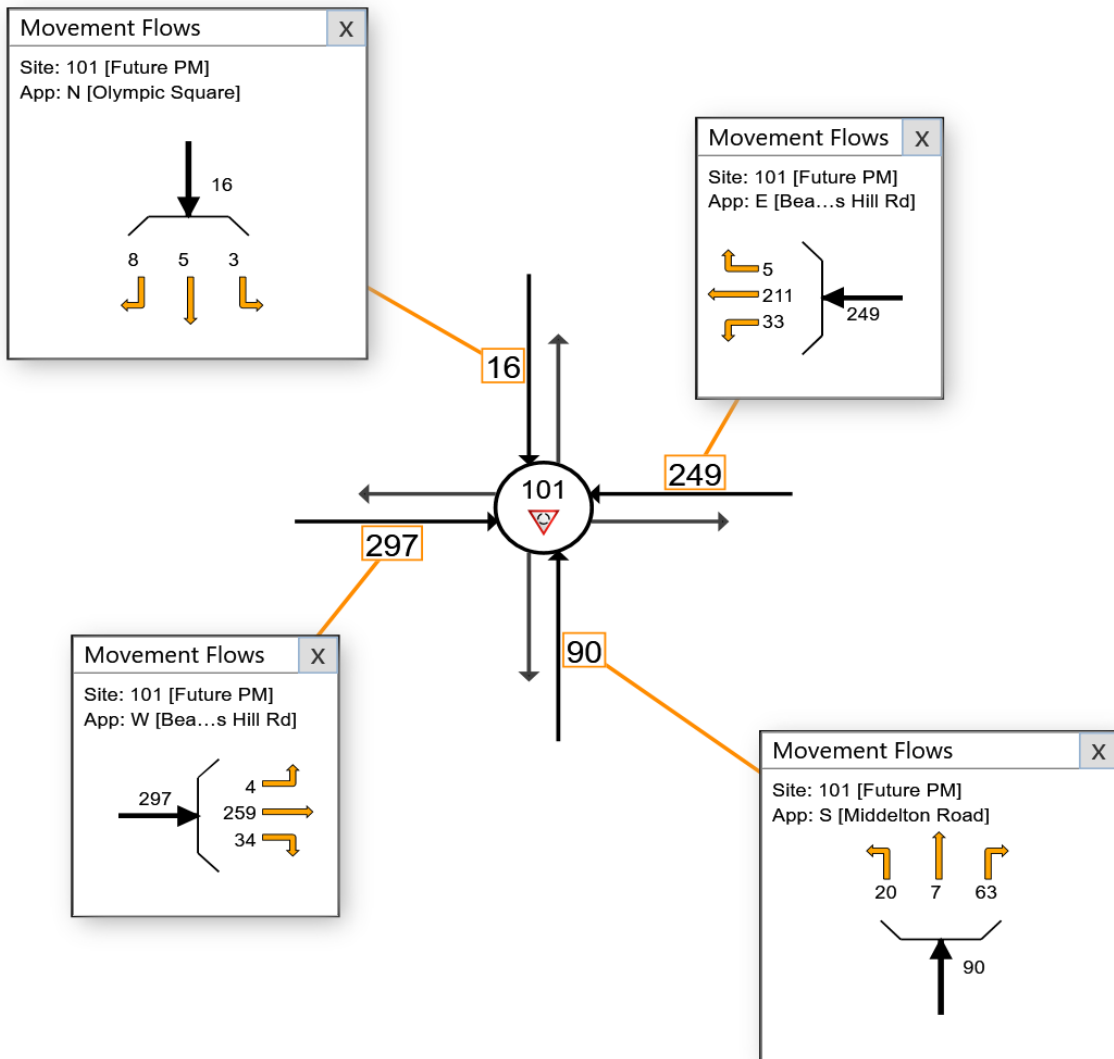 Movement Flows X
Site: 101 [Future PM]
App: N [Olympic Square]
16
8 5 3
Movement Flows X
Site: 101 [Future PM]
App: E [Bea...s Hill Rd]
5
211
33
249
16
249
101
297
90
Movement Flows X
Site: 101 [Future PM]
App: W [Bea...s Hill Rd]
297
4
259
34
Movement Flows X
Site: 101 [Future PM]
App: S [Middelton Road]
20 7 63
90